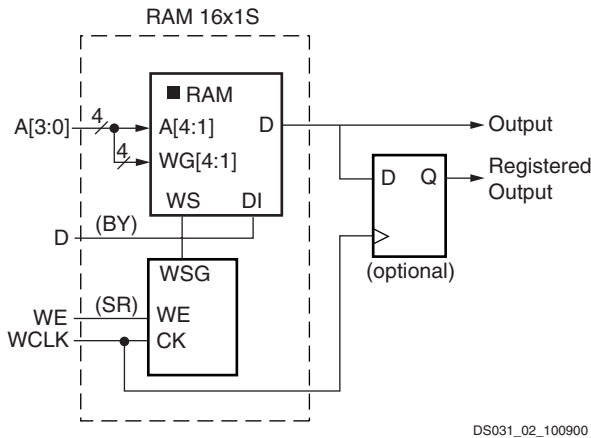 RAM 16x1S
RAM
A[3:0]
4
A[4:1]
D
Output
4
WG[4:1]
D
Q
Registered
Output
WS
DI
D
(BY)
(optional)
WSG
WE
(SR)
WE
WCLK
CK
DS031_02_100900